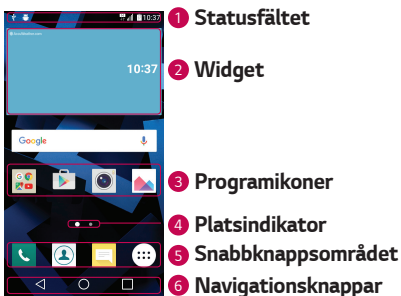 10:37
1 Statusfältet
10:37
2 Widget
Google
3 Programikoner
4 Platsindikator
5 Snabbknappsområdet
6 Navigationsknappar